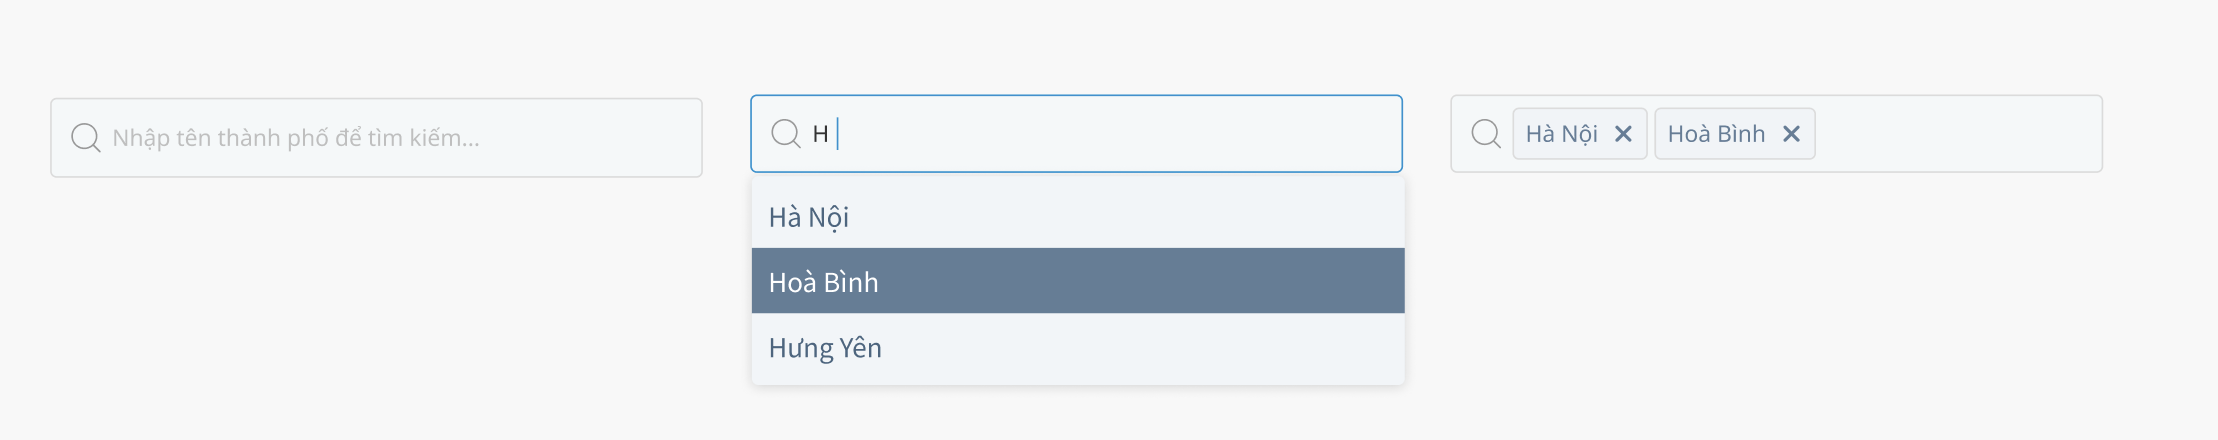 Nhập tên thành phố để tìm kiếm...
H
Hà Nội
Hoà Bình
Hưng Yên
Hà Nội
Hoà Bình